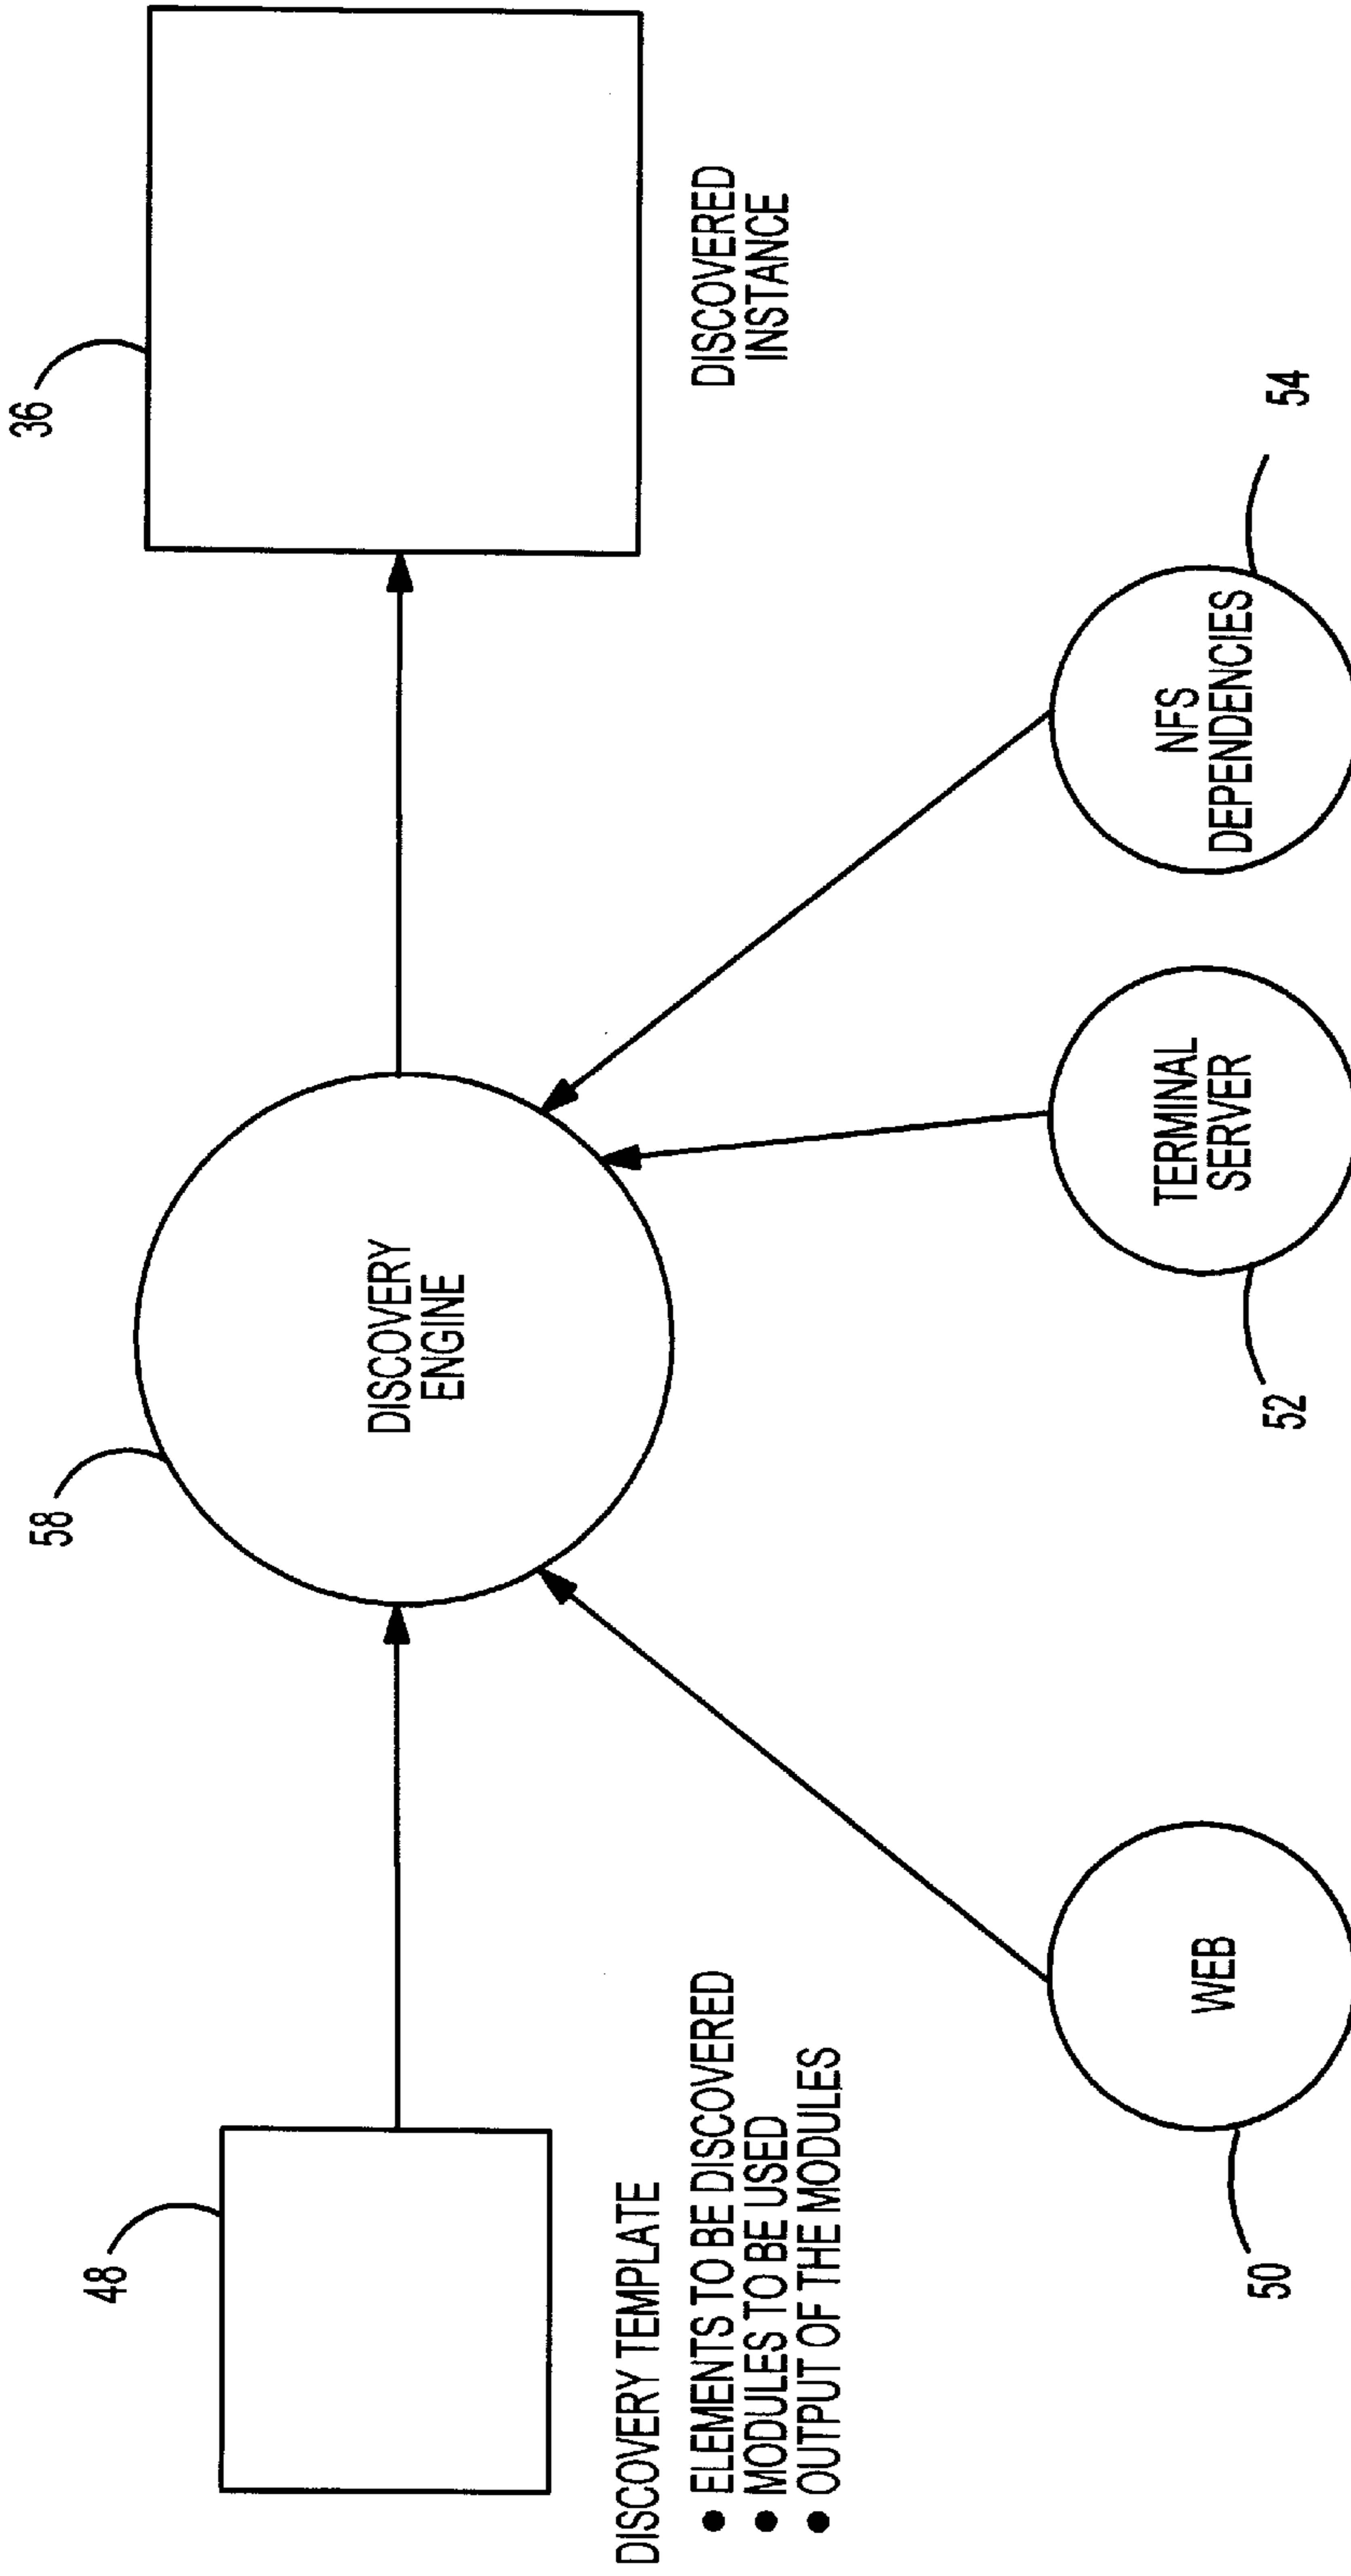 48
DISCOVERY TEMPLATE
● ELEMENTS TO BE DISCOVERED
● MODULES TO BE USED
● OUTPUT OF THE MODULES
58
DISCOVERY
ENGINE
36
DISCOVERED
INSTANCE
50
WEB
52
TERMINAL
SERVER
NFS
DEPENDENCIES
54